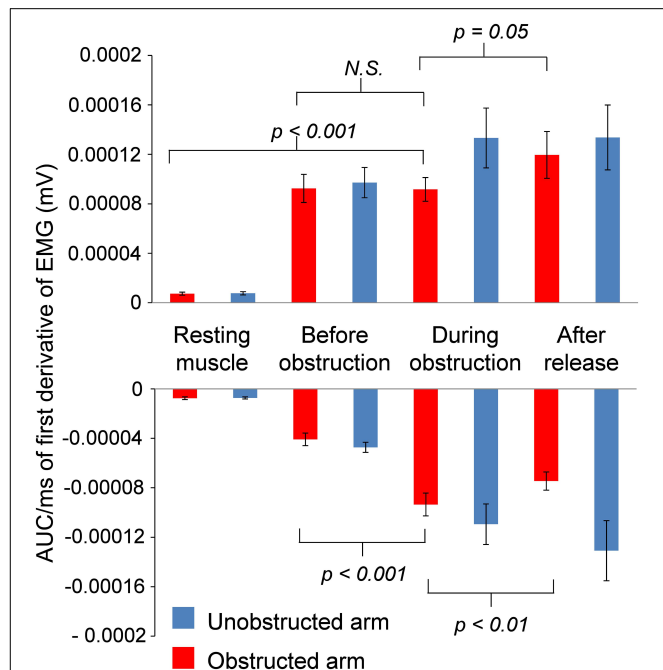 AUC/ms of first derivative of EMG (mV)
0.0002
0.00016
0.00012
0.00008
0.00004
0
p = 0.05
N.S.
p < 0.001
Resting muscle
Before obstruction
During obstruction
After release
0
-0.00004
-0.00008
-0.00012
-0.00016
- 0.0002
p < 0.001
p < 0.01
Unobstructed arm
Obstructed arm